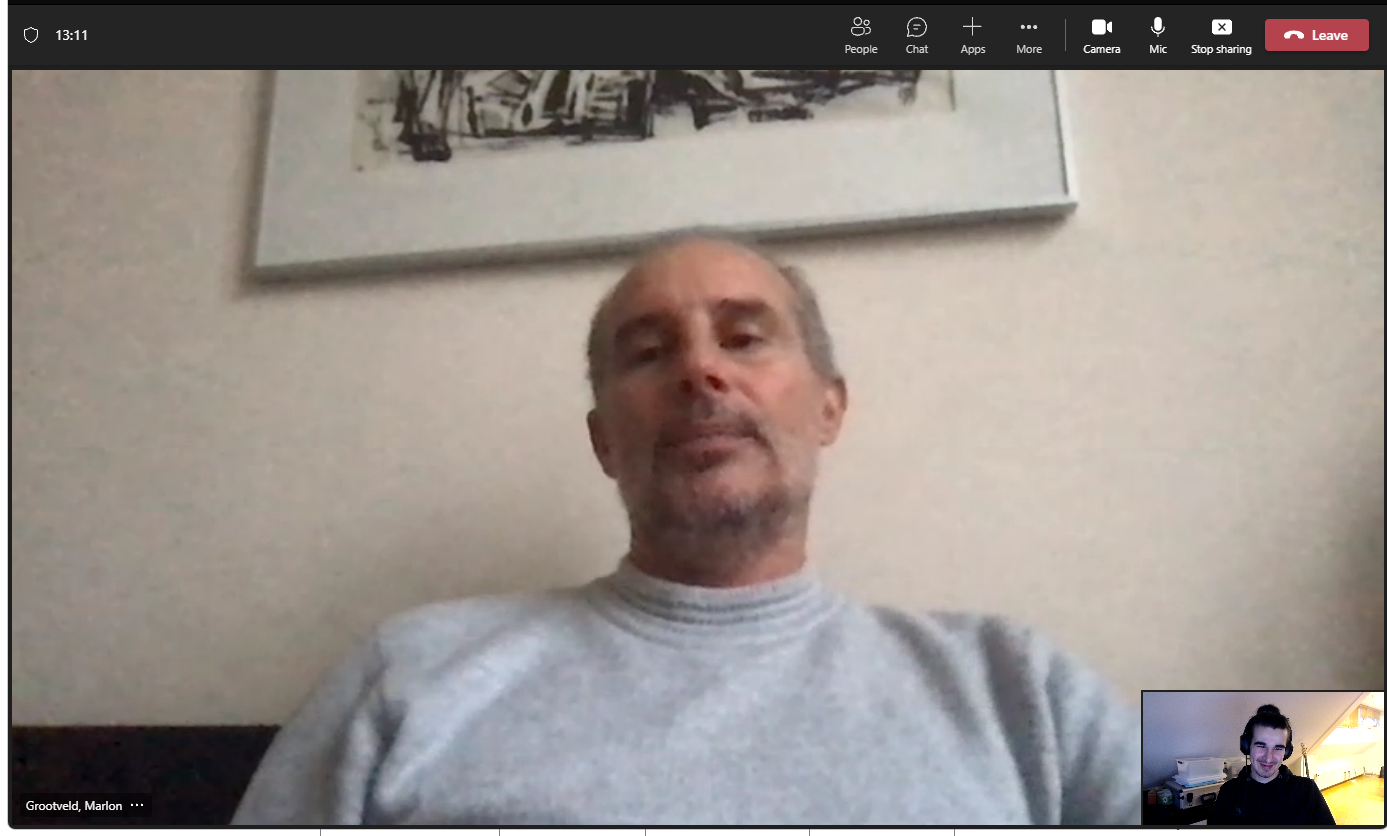 13:11
People
Chat
Apps
More
Camera
Mic
Stop sharing
Leave
Grootveld, Marlon